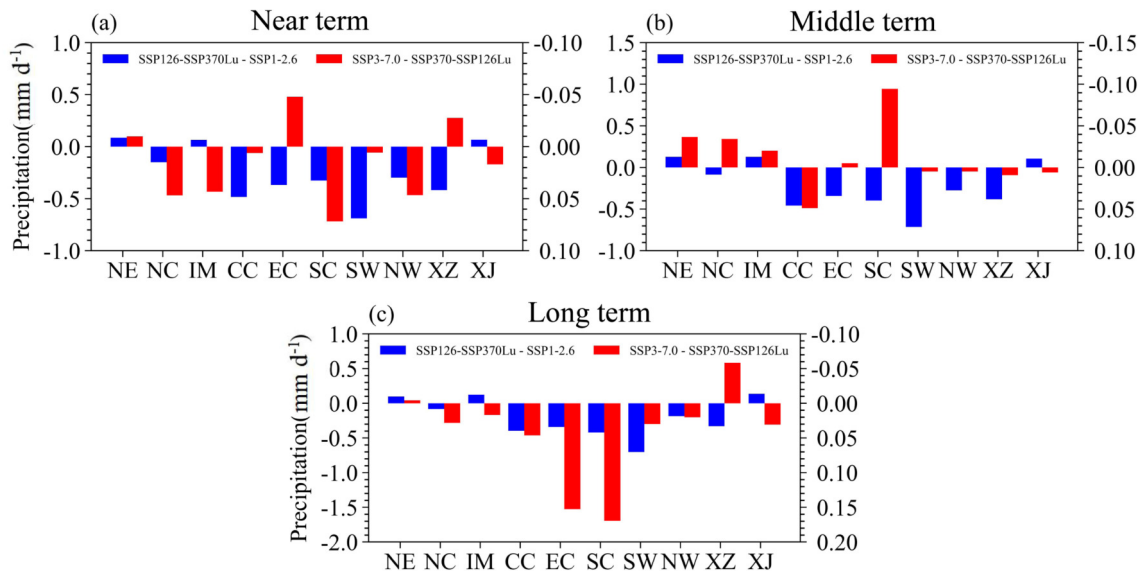 (a) Near term
Precipitation( mm d-1)
1.0
0.5
0.0
-0.5
-1.0
SSP126-SSP370Lu - SSP1-2.6
SSP3-7.0 - SSP370-SSP126Lu
-0.10
-0.05
0.00
0.05
0.10
NE NC IM CC EC SC SW NW XZ XJ
(b) Middle term
1.5
1.0
0.5
0.0
-0.5
-1.0
SSP126-SSP370Lu - SSP1-2.6
SSP3-7.0 - SSP370-SSP126Lu
-0.15
-0.10
-0.05
0.00
0.05
0.10
NE NC IM CC EC SC SW NW XZ XJ
(c) Long term
Precipitation( mm d-1)
1.0
0.5
0.0
-0.5
-1.0
-1.5
-2.0
SSP126-SSP370Lu - SSP1-2.6
SSP3-7.0 - SSP370-SSP126Lu
-0.10
-0.05
0.00
0.05
0.10
0.15
0.20
NE NC IM CC EC SC SW NW XZ XJ